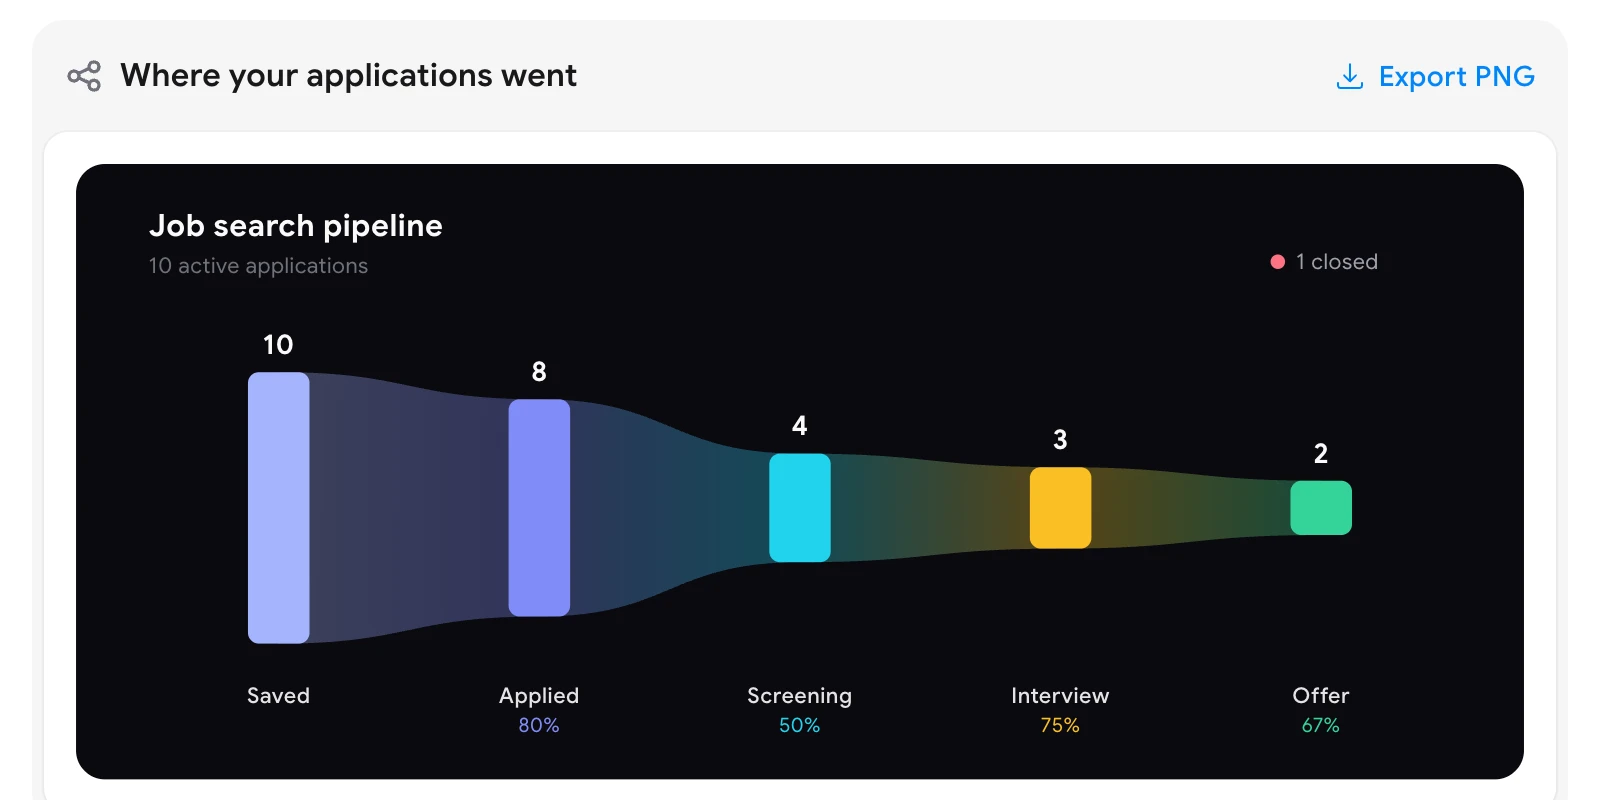 Where your applications went
Export PNG
Job search pipeline
10 active applications
1 closed
10
8
4
3
2
Saved
Applied
Screening
Interview
Offer
80%
50%
75%
67%